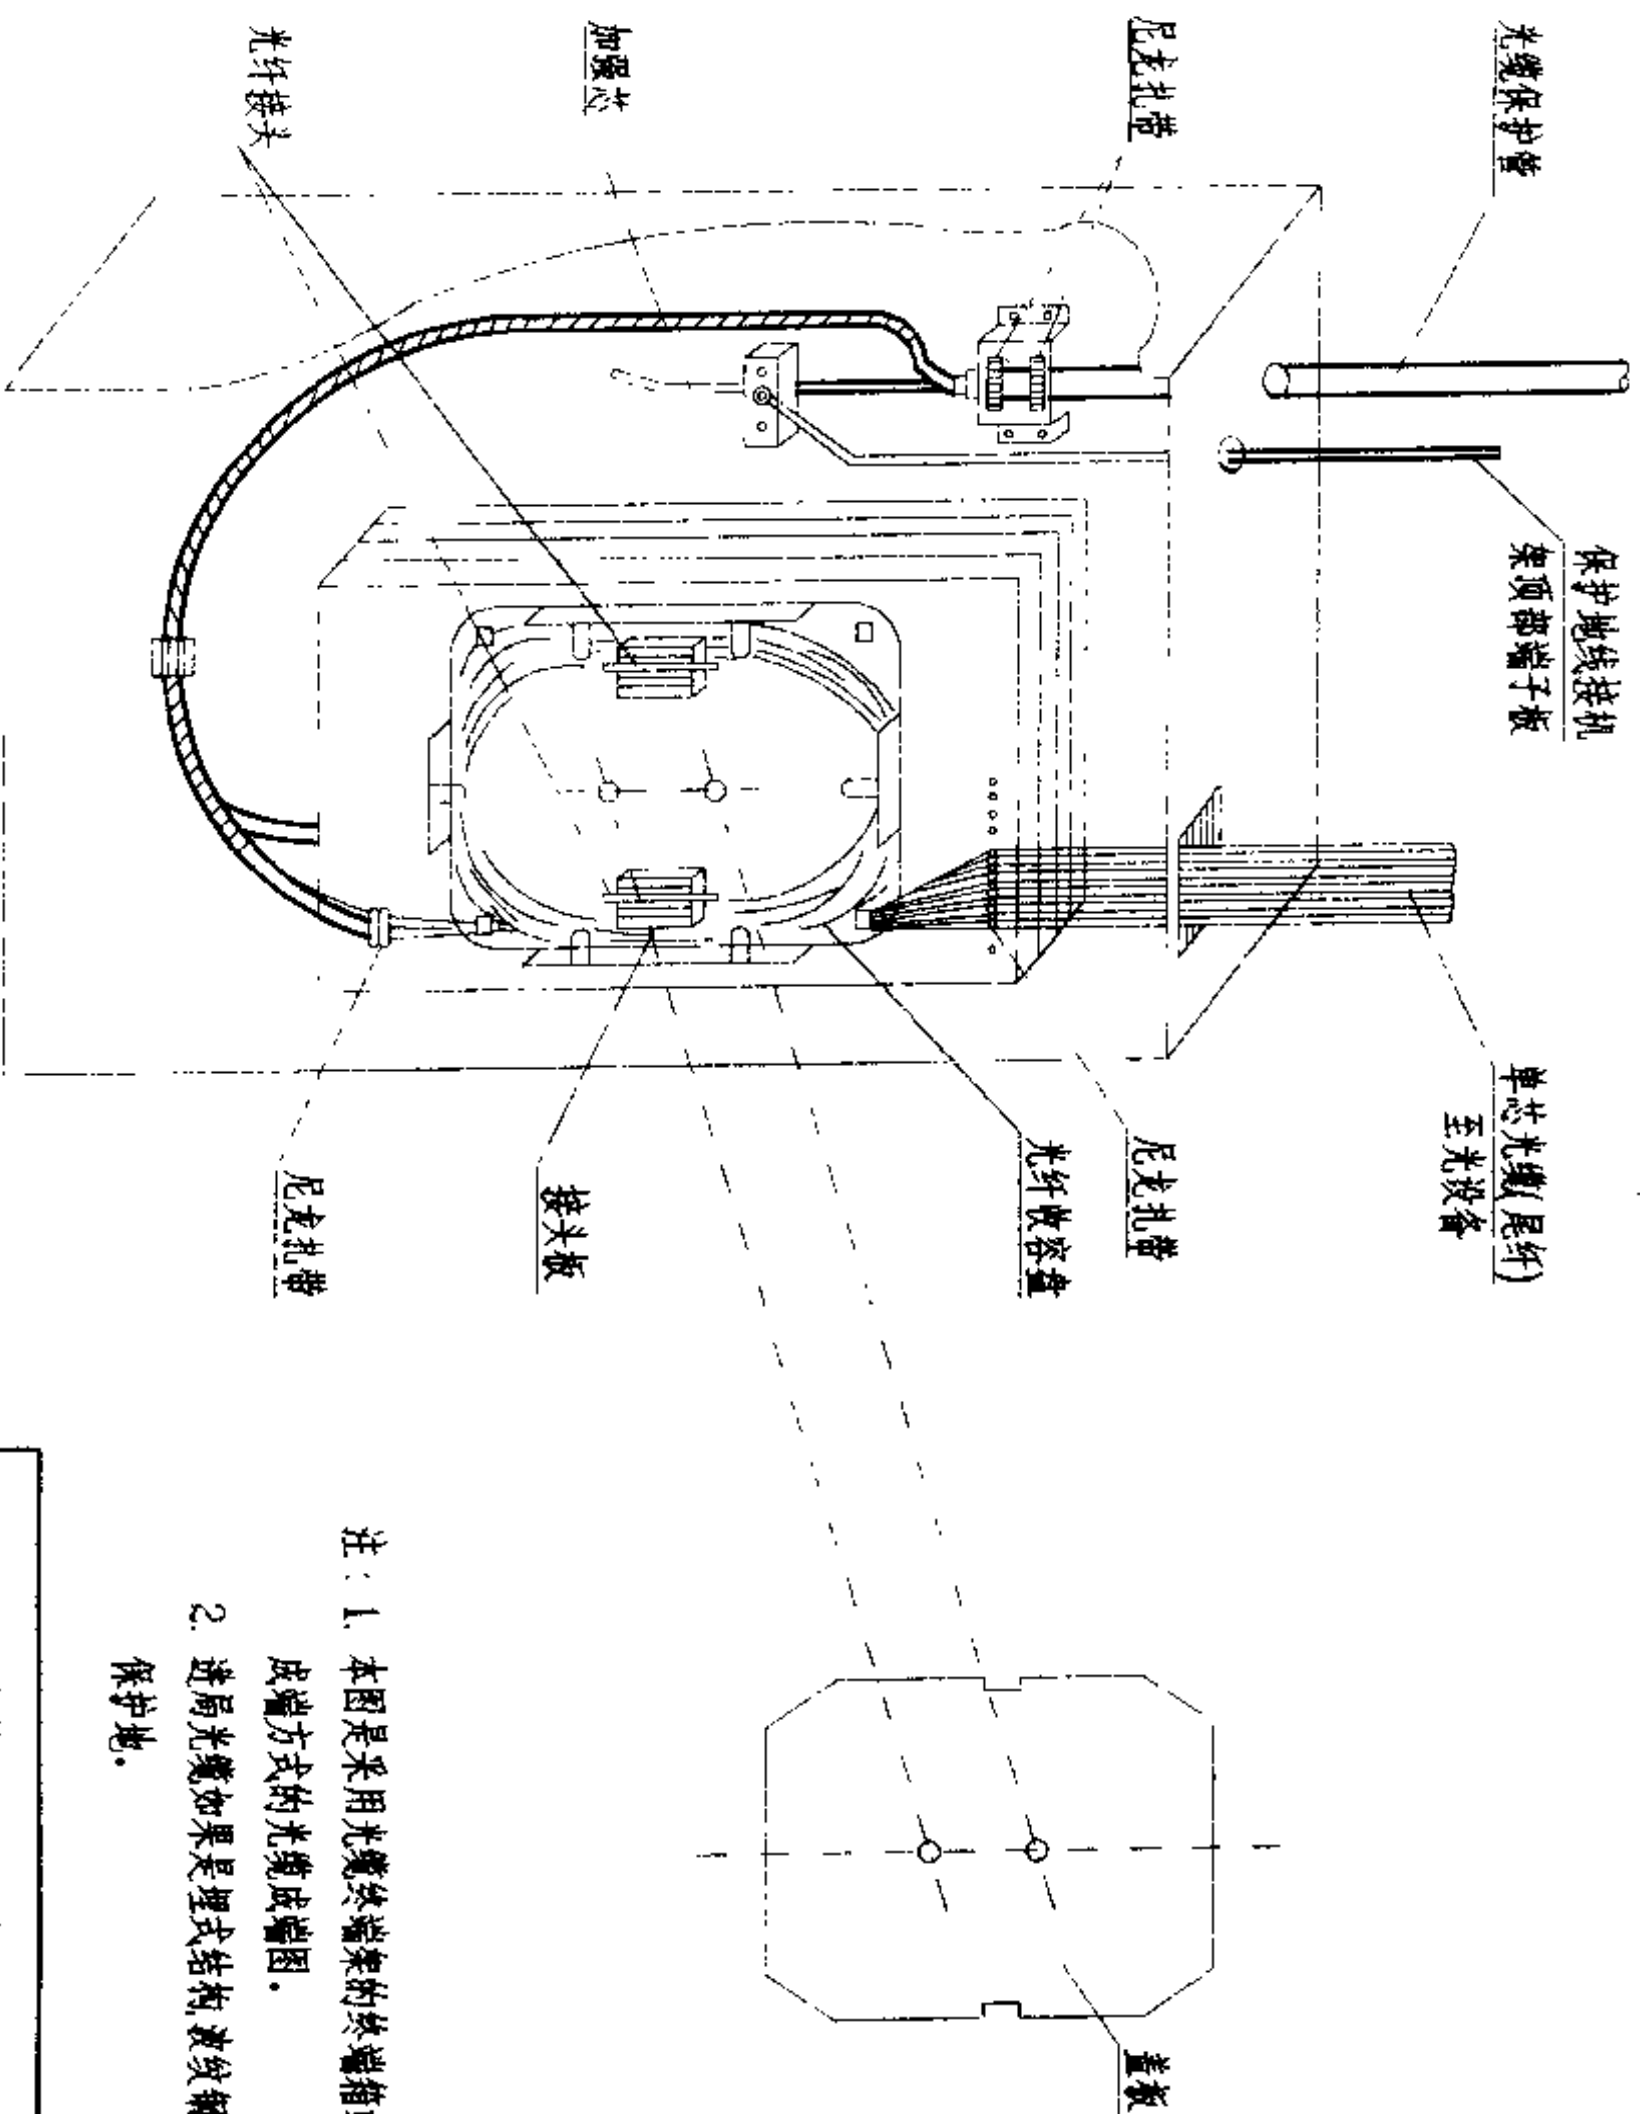 光缆保护管
保护地线接机
架顶部端子板
单芯光缆(尾纤)
至光设备
尼龙扎带
尼龙扎带
光纤收容盘
加强芯
接头板
光纤接头
尼龙扎带
盖板
注：1. 本图是采用光缆终端架的终端箱
成端方式的光缆成端图。
2. 进局光缆如果是埋式结构,波纹钢
保护地。